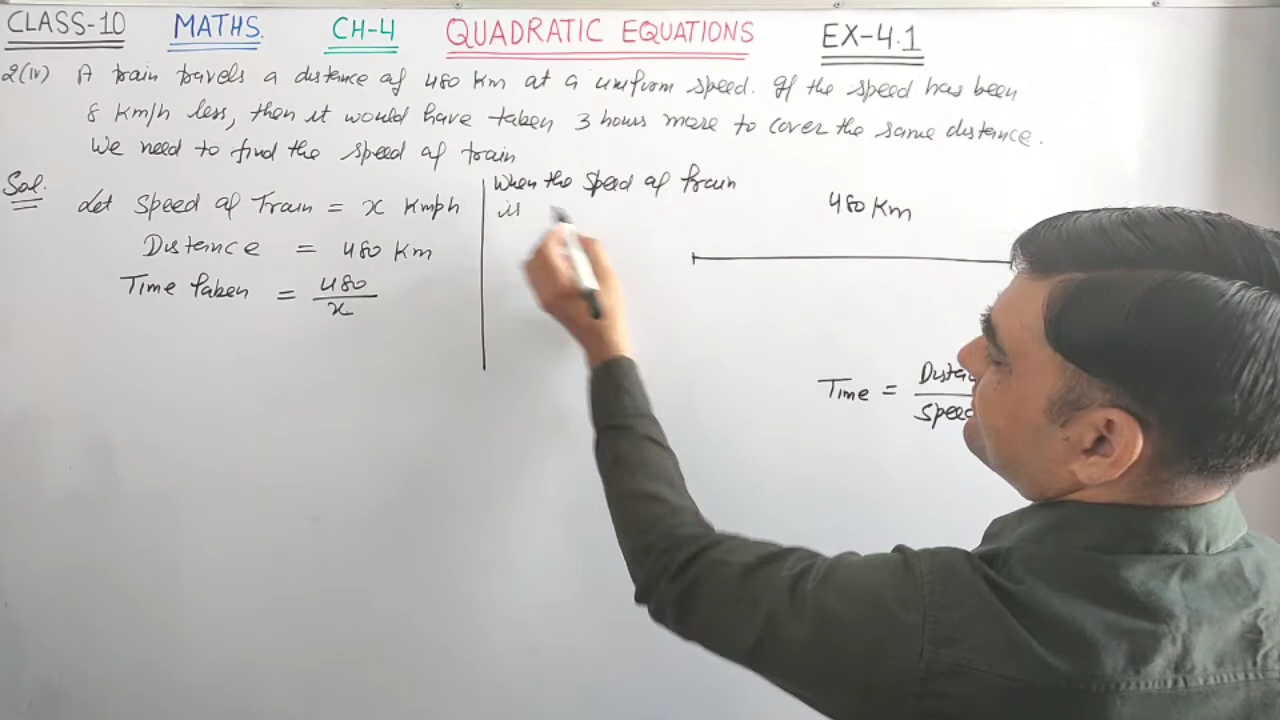 CLASS-10 MATHS. CH-4 QUADRATIC EQUATIONS EX-4.1
2(iv) A train travels a distance of 480 Km at a uniform speed. If the speed has been
8 Km/h less, then it would have taken 3 hours more to cover the same distance.
We need to find the speed of train
Sol.
Let Speed of Train = x Kmph
Distance = 480 Km
Time taken = 480/x
When the speed of train
is
480 Km
Time =